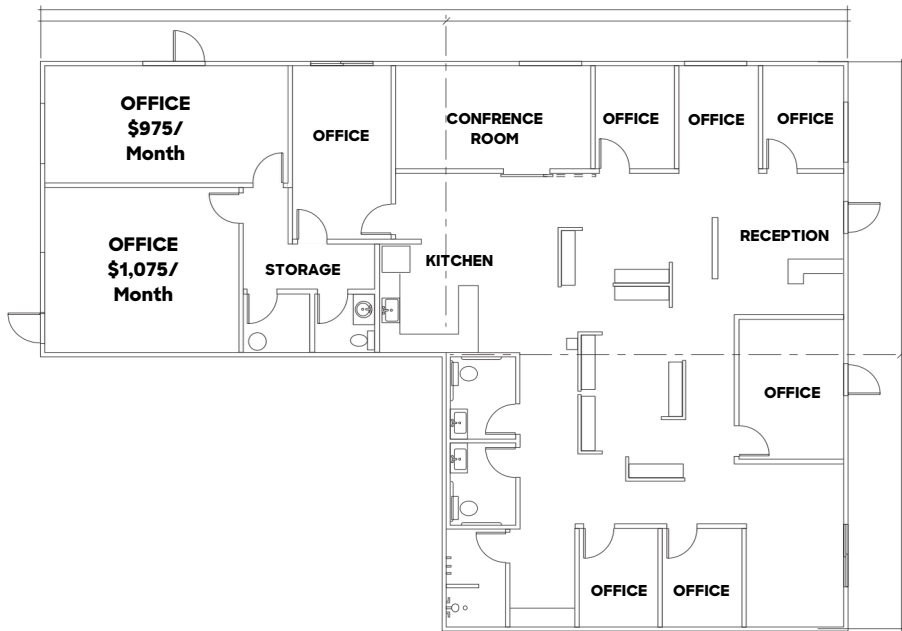 OFFICE
$975/
Month
OFFICE
CONFRENCE
ROOM
OFFICE
OFFICE
OFFICE
OFFICE
$1,075/
Month
STORAGE
KITCHEN
RECEPTION
OFFICE
OFFICE
OFFICE